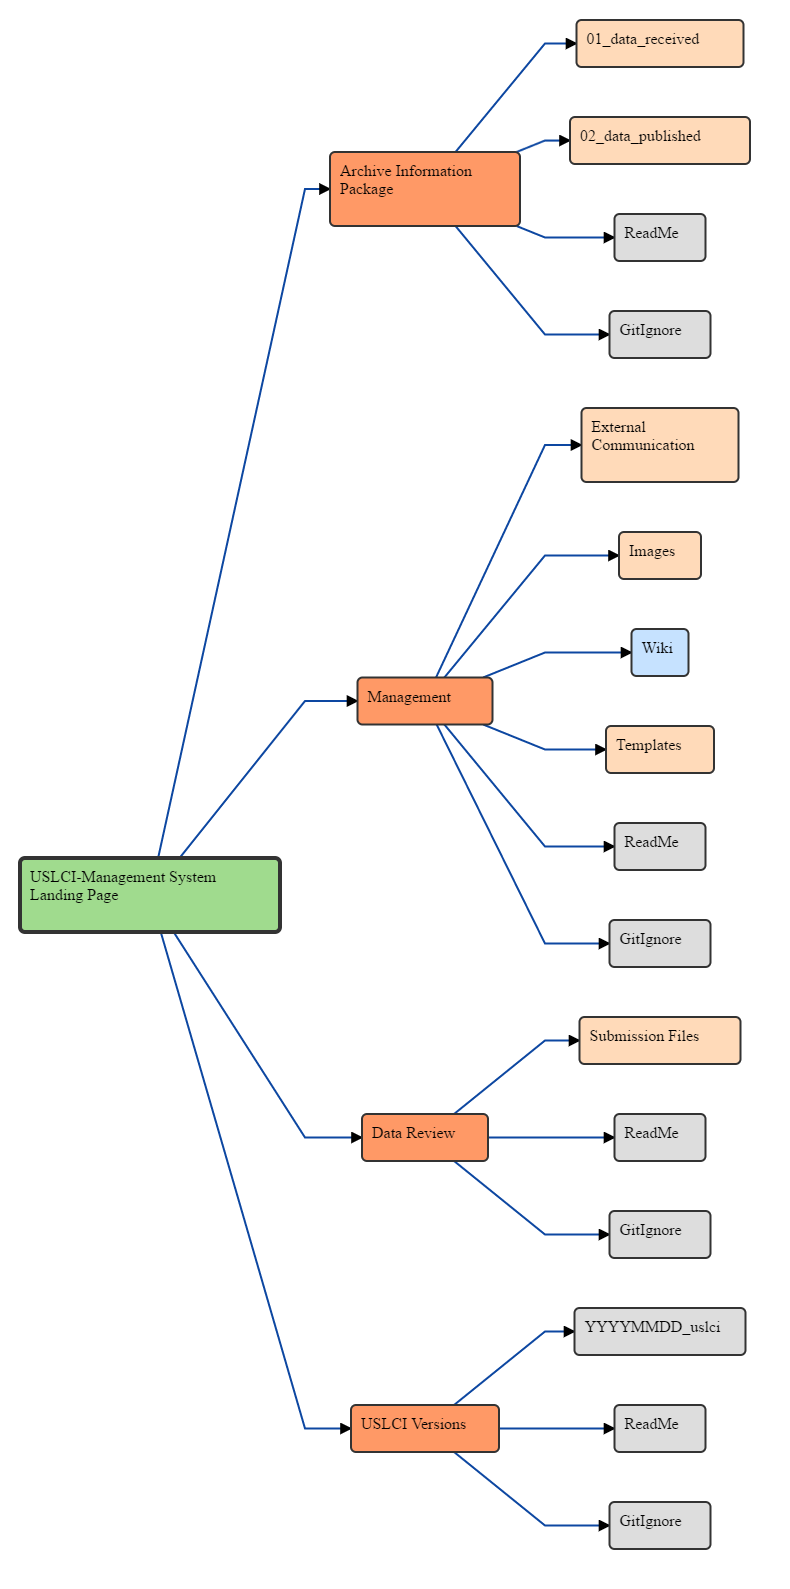 01_data_received
02_data_published
Archive Information
Package
ReadMe
GitIgnore
External
Communication
Images
Wiki
Management
Templates
ReadMe
USLCI-Management System
Landing Page
GitIgnore
Submission Files
Data Review
ReadMe
GitIgnore
YYYYMMDD_uslci
USLCI Versions
ReadMe
GitIgnore